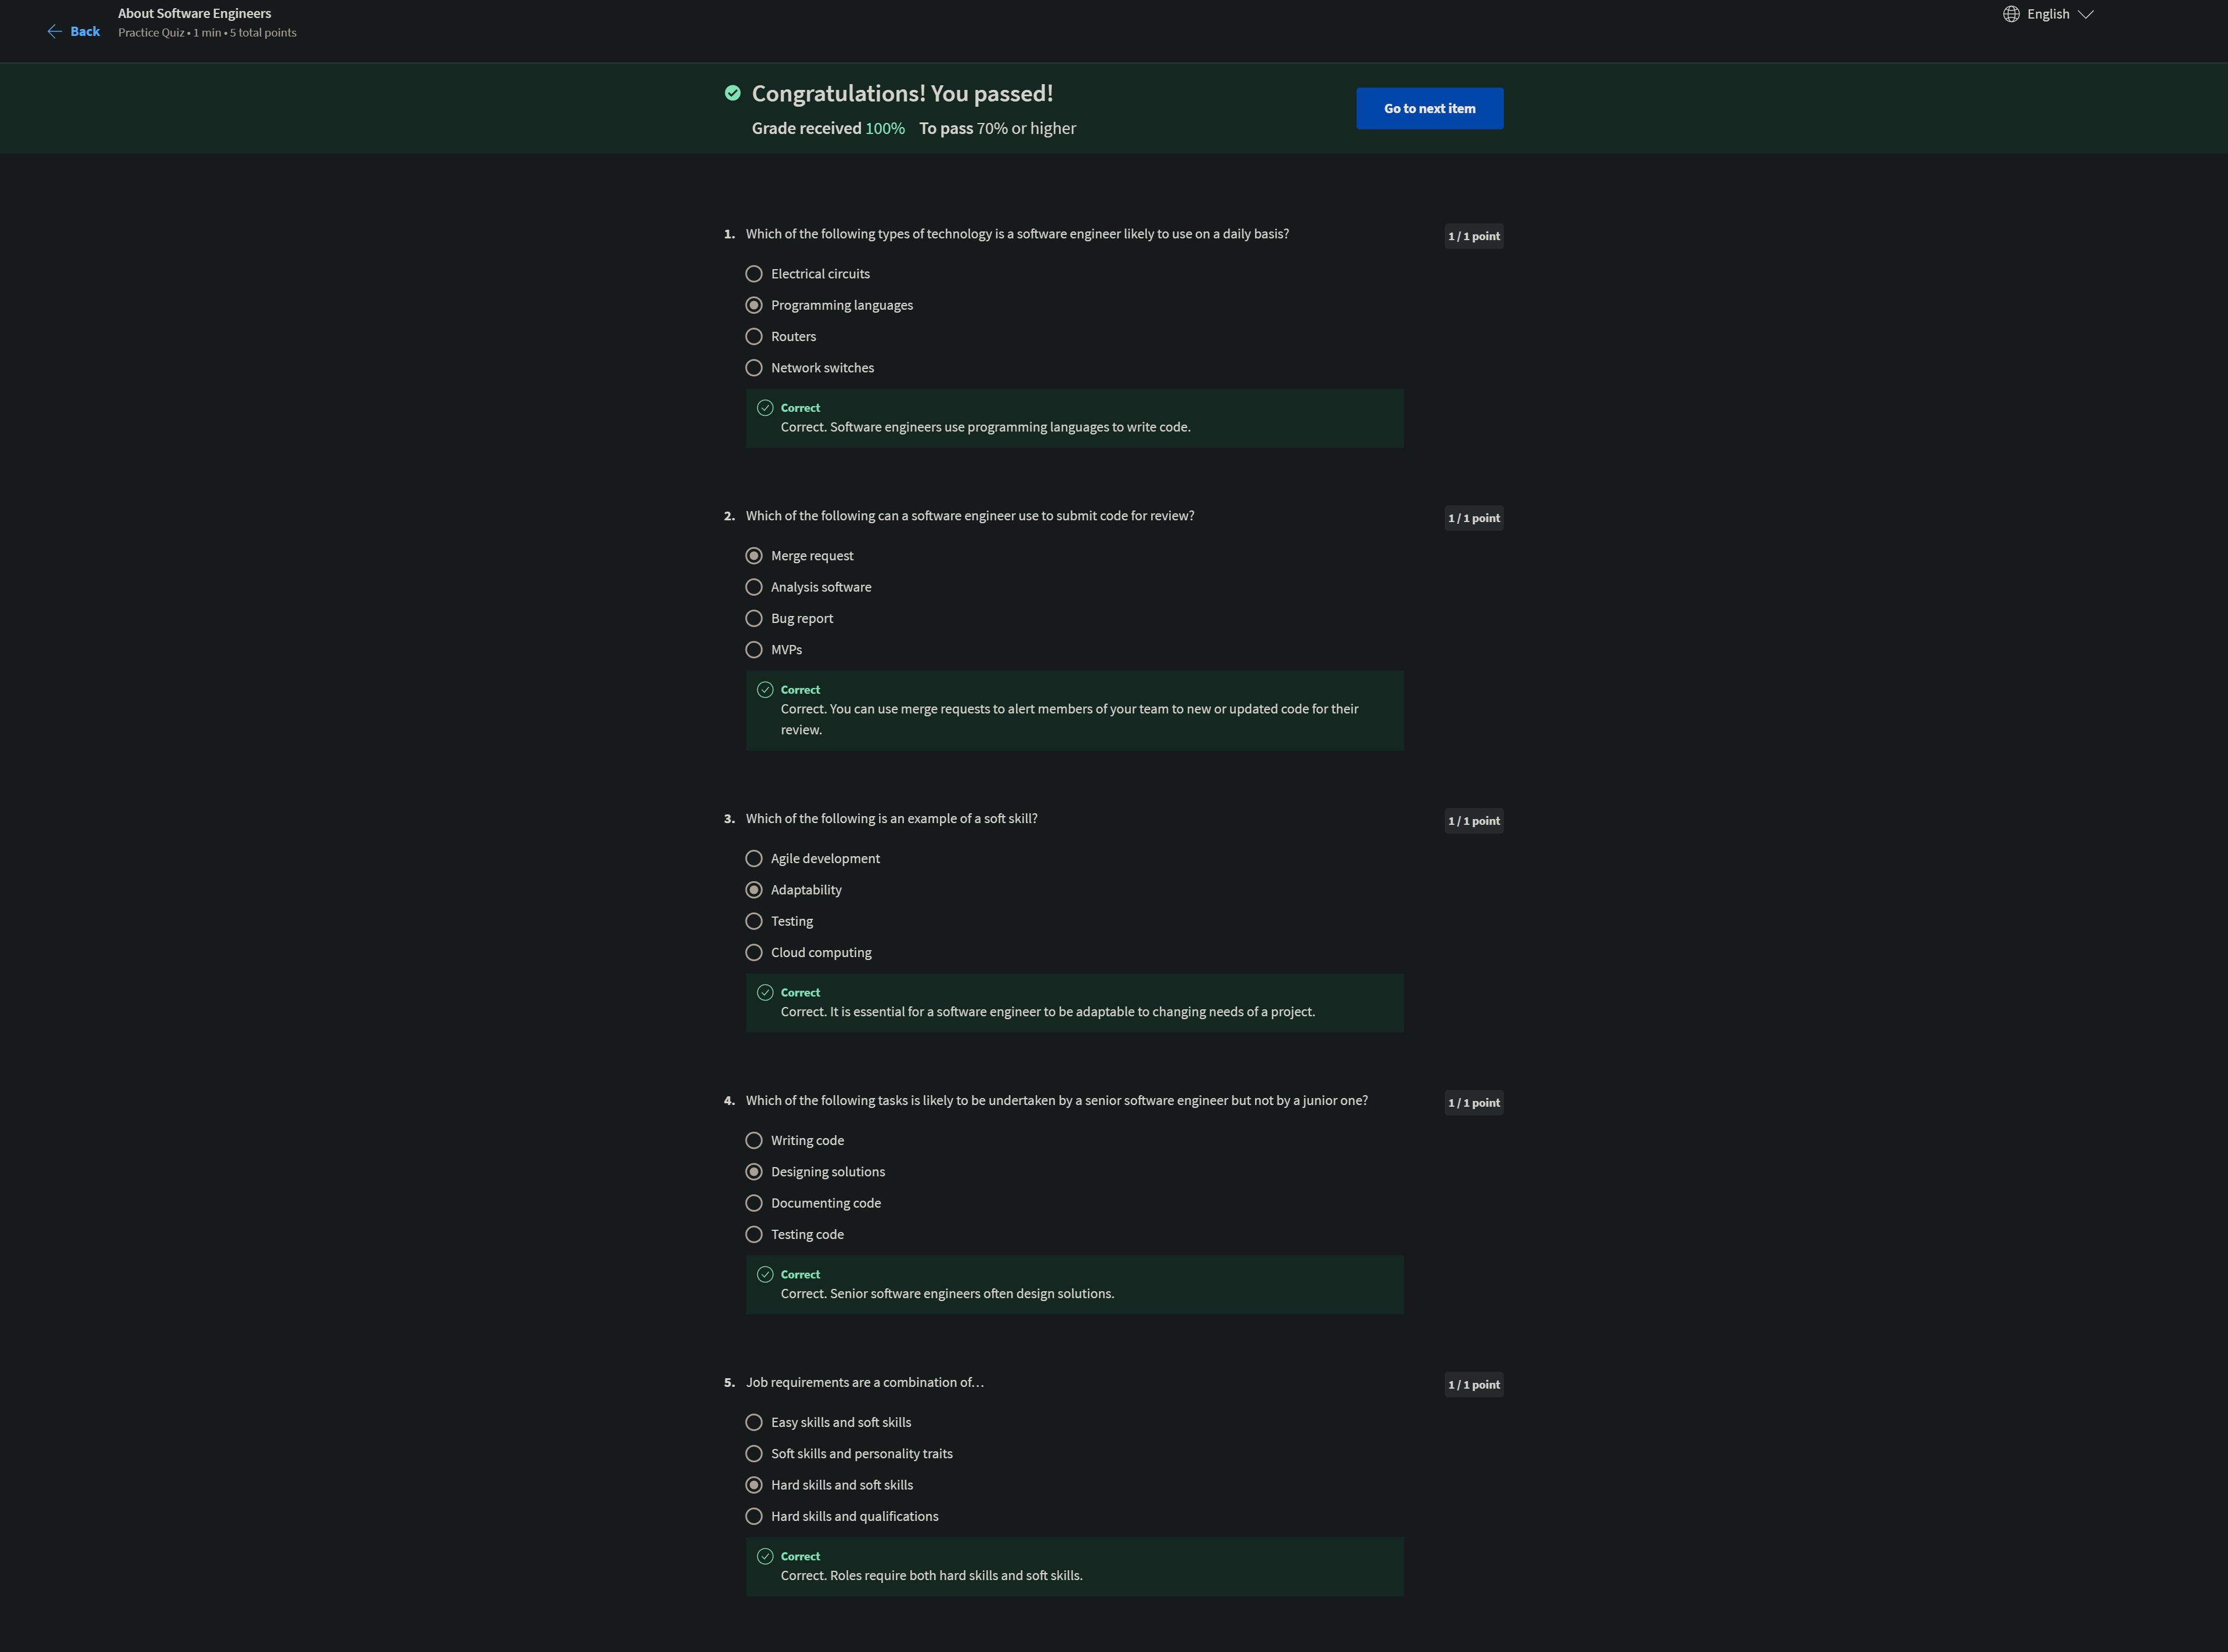 Back
About Software Engineers
Practice Quiz • 1 min • 5 total points
English
Congratulations! You passed!
Grade received 100% To pass 70% or higher
Go to next item
1. Which of the following types of technology is a software engineer likely to use on a daily basis?
1 / 1 point
Electrical circuits
Programming languages
Routers
Network switches
Correct
Correct. Software engineers use programming languages to write code.
2. Which of the following can a software engineer use to submit code for review?
1 / 1 point
Merge request
Analysis software
Bug report
MVPs
Correct
Correct. You can use merge requests to alert members of your team to new or updated code for their
review.
3. Which of the following is an example of a soft skill?
1 / 1 point
Agile development
Adaptability
Testing
Cloud computing
Correct
Correct. It is essential for a software engineer to be adaptable to changing needs of a project.
4. Which of the following tasks is likely to be undertaken by a senior software engineer but not by a junior one?
1 / 1 point
Writing code
Designing solutions
Documenting code
Testing code
Correct
Correct. Senior software engineers often design solutions.
5. Job requirements are a combination of…
1 / 1 point
Easy skills and soft skills
Soft skills and personality traits
Hard skills and soft skills
Hard skills and qualifications
Correct
Correct. Roles require both hard skills and soft skills.